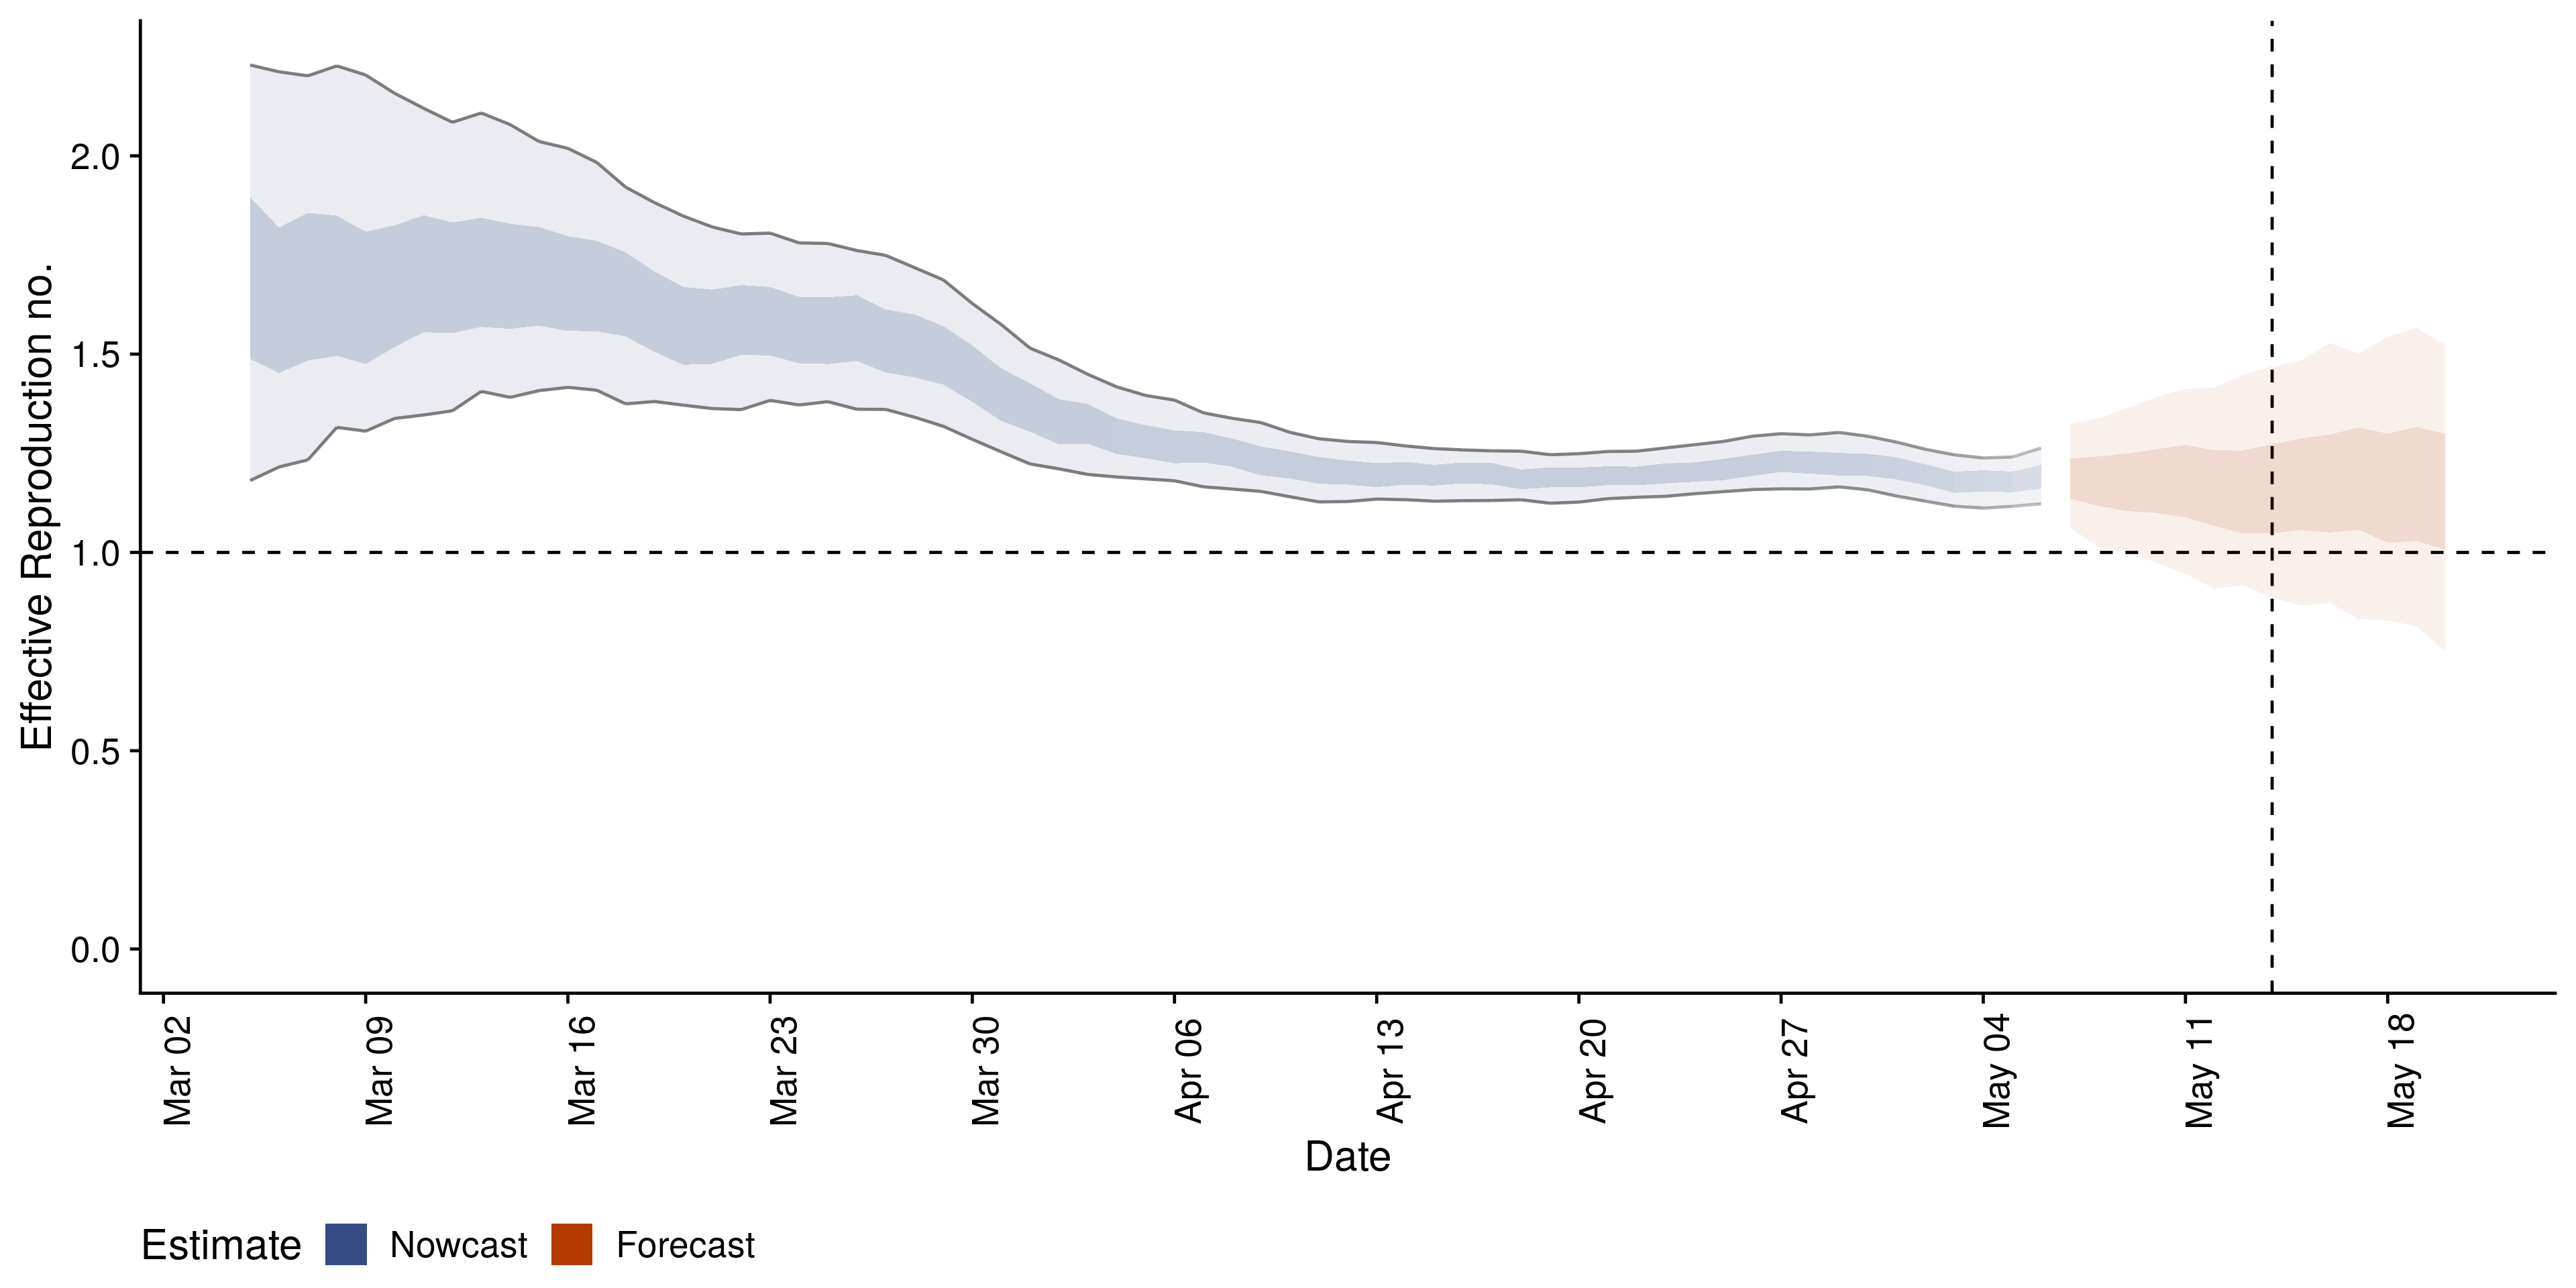 Effective Reproduction no.
2.0
1.5
1.0
0.5
0.0
Mar 02
Mar 09
Mar 16
Mar 23
Mar 30
Apr 06
Apr 13
Apr 20
Apr 27
May 04
May 11
May 18
Date
Estimate Nowcast Forecast